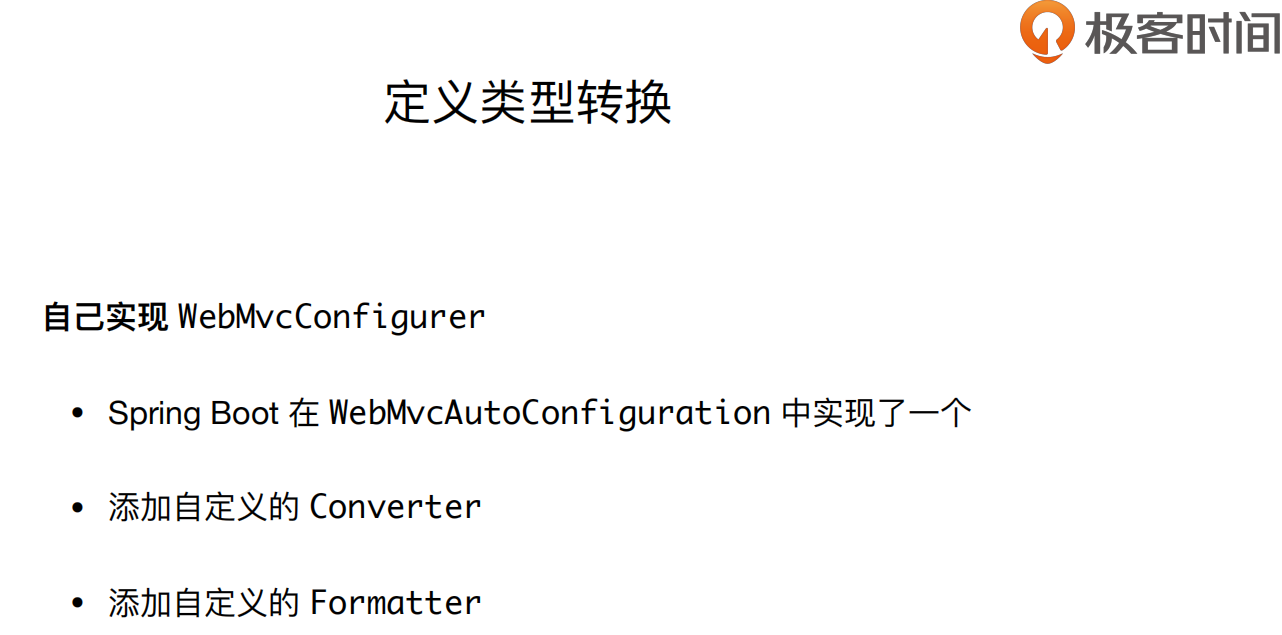 极客时间
定义类型转换
自己实现 WebMvcConfigurer
• Spring Boot 在 WebMvcAutoConfiguration 中实现了一个
• 添加自定义的 Converter
• 添加自定义的 Formatter